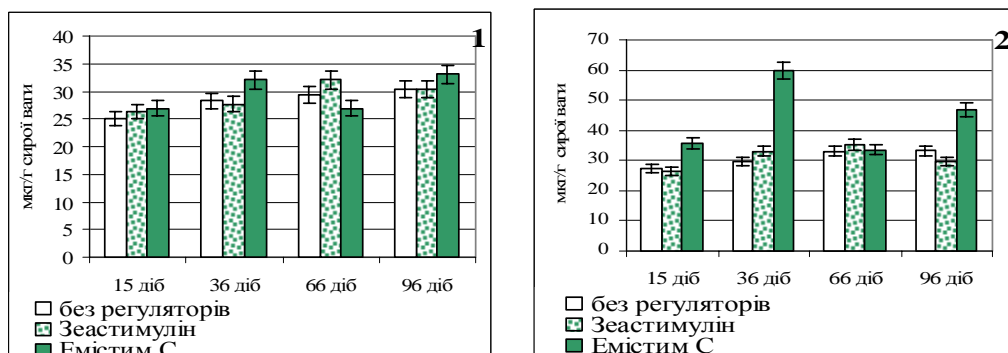 1
40
35
30
25
20
15
10
5
0
мкг/г сирої ваги
15 діб 36 діб 66 діб 96 діб
без регуляторів
Зеастимулін
Емістим С
2
70
60
50
40
30
20
10
0
мкг/г сирої ваги
15 діб 36 діб 66 діб 96 діб
без регуляторів
Зеастимулін
Емістим С